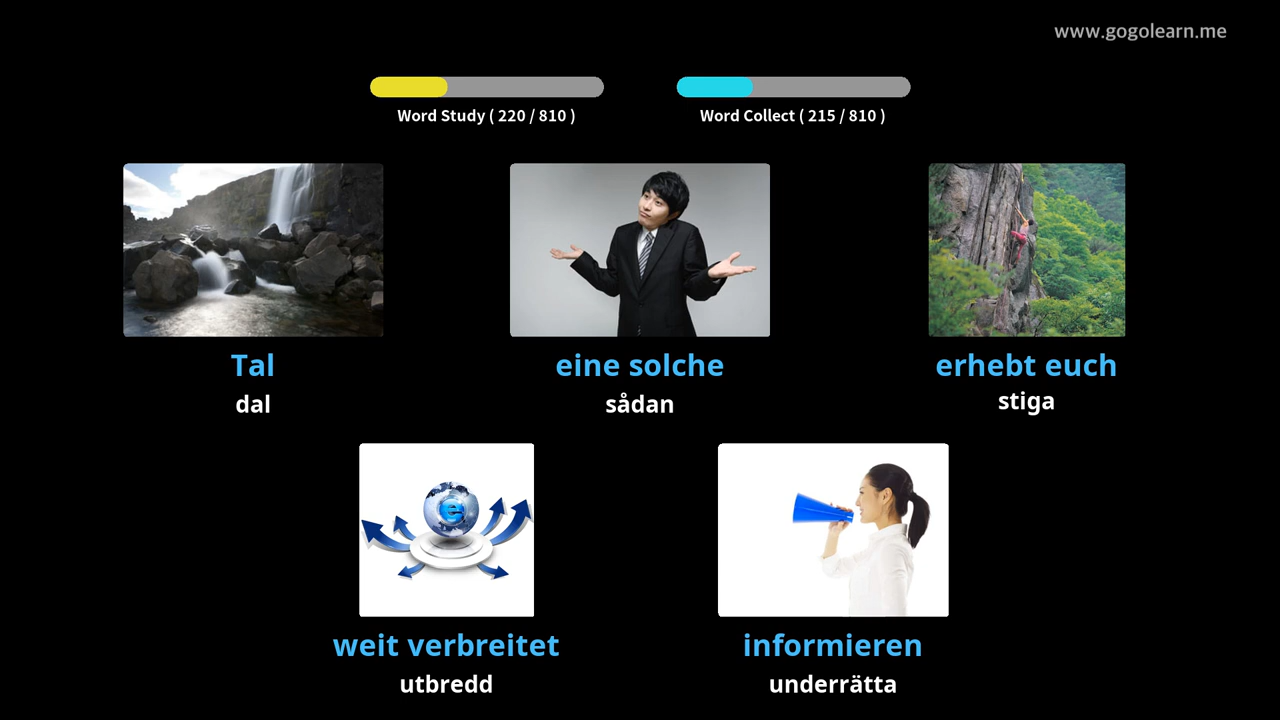 www.gogolearn.me
Word Study ( 220 / 810 )
Word Collect ( 215 / 810 )
Tal
dal
eine solche
sådan
erhebt euch
stiga
e
weit verbreitet
utbredd
informieren
underrätta